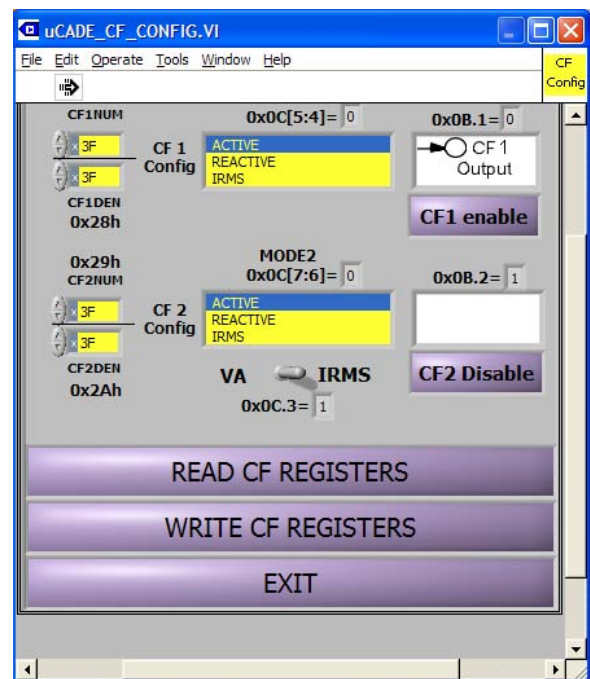 uCADE_CF_CONFIG.VI
File Edit Operate Tools Window Help
CF
Config
CF1NUM
0x0C[5:4]= 0
0x0B.1= 0
x 3F
x 3F
CF 1
Config
ACTIVE
REACTIVE
IRMS
CF1
Output
CF1DEN
0x28h
CF1 enable
0x29h
CF2NUM
MODE2
0x0C[7:6]= 0
0x0B.2= 1
x 3F
x 3F
CF 2
Config
ACTIVE
REACTIVE
IRMS
CF2DEN
0x2Ah
VA IRMS
0x0C.3= 1
CF2 Disable
READ CF REGISTERS
WRITE CF REGISTERS
EXIT